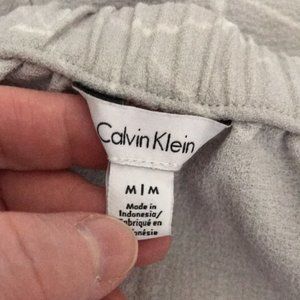 Calvin Klein
M|M
Made in
Indonesia/
Fabriqué en